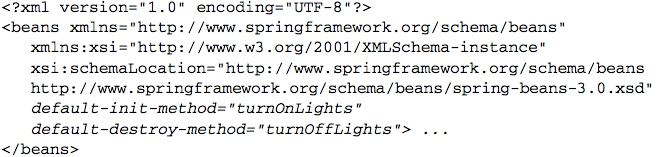 <?xml version="1.0" encoding="UTF-8"?>
<beans xmlns="http://www.springframework.org/schema/beans"
xmlns:xsi="http://www.w3.org/2001/XMLSchema-instance"
xsi:schemaLocation="http://www.springframework.org/schema/beans
http://www.springframework.org/schema/beans/spring-beans-3.0.xsd"
default-init-method="turnOnLights"
default-destroy-method="turnOffLights"> ...
</beans>